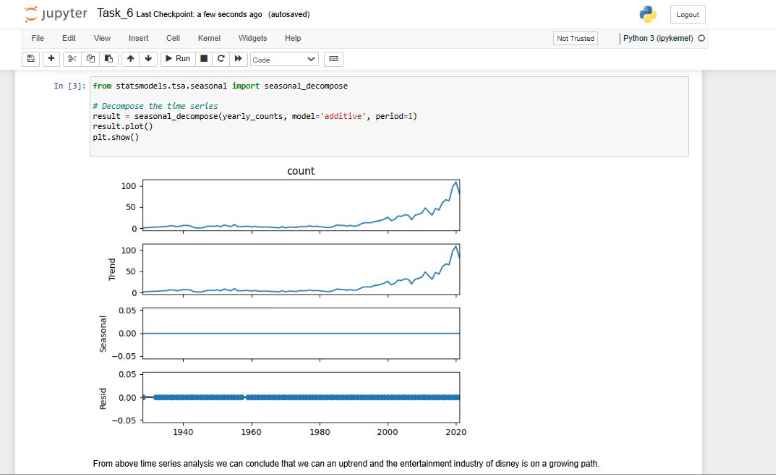 jupyter Task_6 Last Checkpoint: a few seconds ago (autosaved)
Logout
File Edit View Insert Cell Kernel Widgets Help
Not Trusted
Python 3 (ipykernel)
Run
Code
In [3]: from statsmodels.tsa.seasonal import seasonal_decompose
# Decompose the time series
result = seasonal_decompose(yearly_counts, model='additive', period=1)
result.plot()
plt.show()
count
100
50
0
Trend
100
50
0
Seasonal
0.05
0.00
−0.05
Resid
0.05
0.00
−0.05
1940 1960 1980 2000 2020
From above time series analysis we can conclude that we can an uptrend and the entertainment industry of disney is on a growing path.